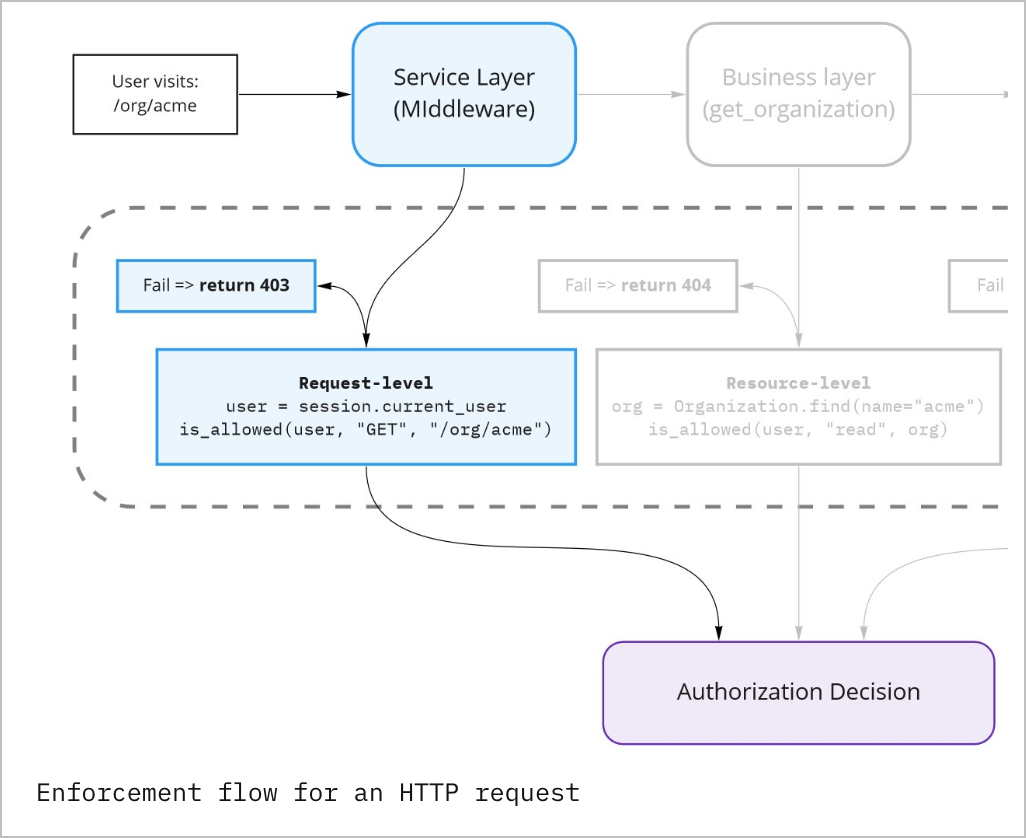 User visits:
/org/acme
Service Layer
(MIddleware)
Business layer
(get_organization)
Fail => return 403
Fail => return 404
Fail
Request-level
user = session.current_user
is_allowed(user, "GET", "/org/acme")
Resource-level
org = Organization.find(name="acme")
is_allowed(user, "read", org)
Authorization Decision
Enforcement flow for an HTTP request